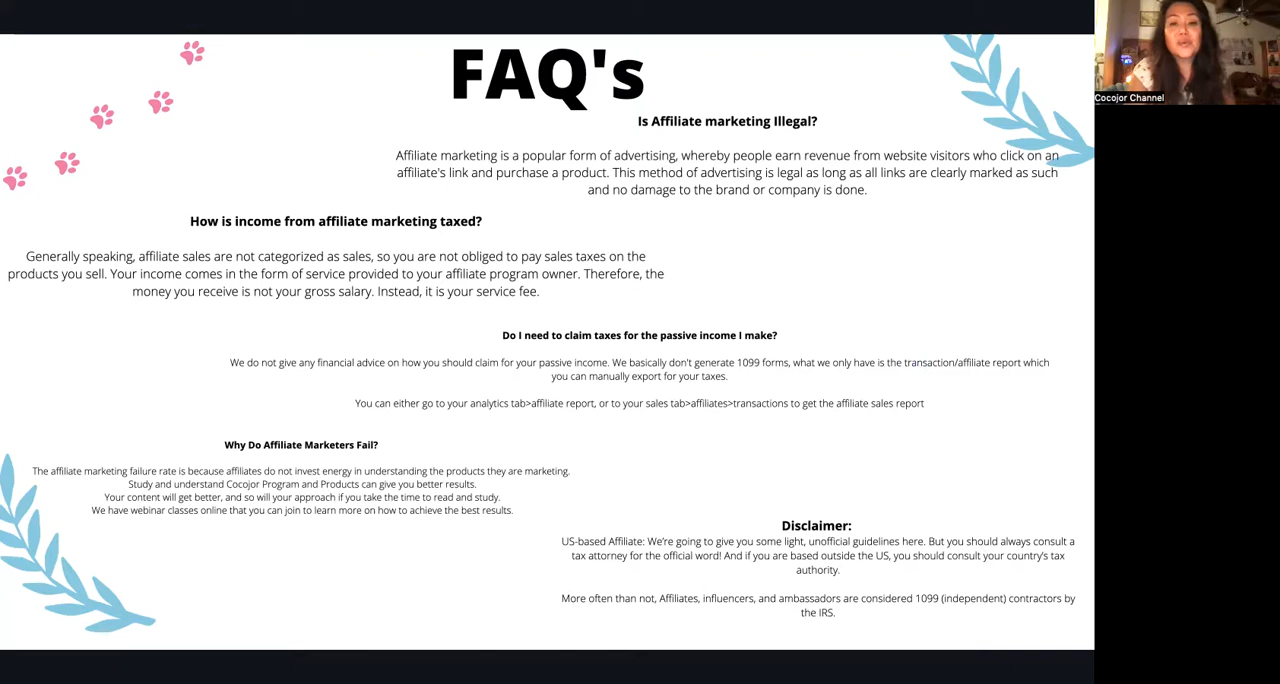 FAQ's
Cocojor Channel
Is Affiliate marketing Illegal?
Affiliate marketing is a popular form of advertising, whereby people earn revenue from website visitors who click on an
affiliate's link and purchase a product. This method of advertising is legal as long as all links are clearly marked as such
and no damage to the brand or company is done.
How is income from affiliate marketing taxed?
Generally speaking, affiliate sales are not categorized as sales, so you are not obliged to pay sales taxes on the
products you sell. Your income comes in the form of service provided to your affiliate program owner. Therefore, the
money you receive is not your gross salary. Instead, it is your service fee.
Do I need to claim taxes for the passive income I make?
We do not give any financial advice on how you should claim for your passive income. We basically don't generate 1099 forms, what we only have is the transaction/affiliate report which
you can manually export for your taxes.
You can either go to your analytics tab>affiliate report, or to your sales tab>affiliates>transactions to get the affiliate sales report
Why Do Affiliate Marketers Fail?
The affiliate marketing failure rate is because affiliates do not invest energy in understanding the products they are marketing.
Study and understand Cocojor Program and Products can give you better results.
Your content will get better, and so will your approach if you take the time to read and study.
We have webinar classes online that you can join to learn more on how to achieve the best results.
Disclaimer:
US-based Affiliate: We're going to give you some light, unofficial guidelines here. But you should always consult a
tax attorney for the official word! And if you are based outside the US, you should consult your country's tax
authority.
More often than not, Affiliates, influencers, and ambassadors are considered 1099 (independent) contractors by
the IRS.